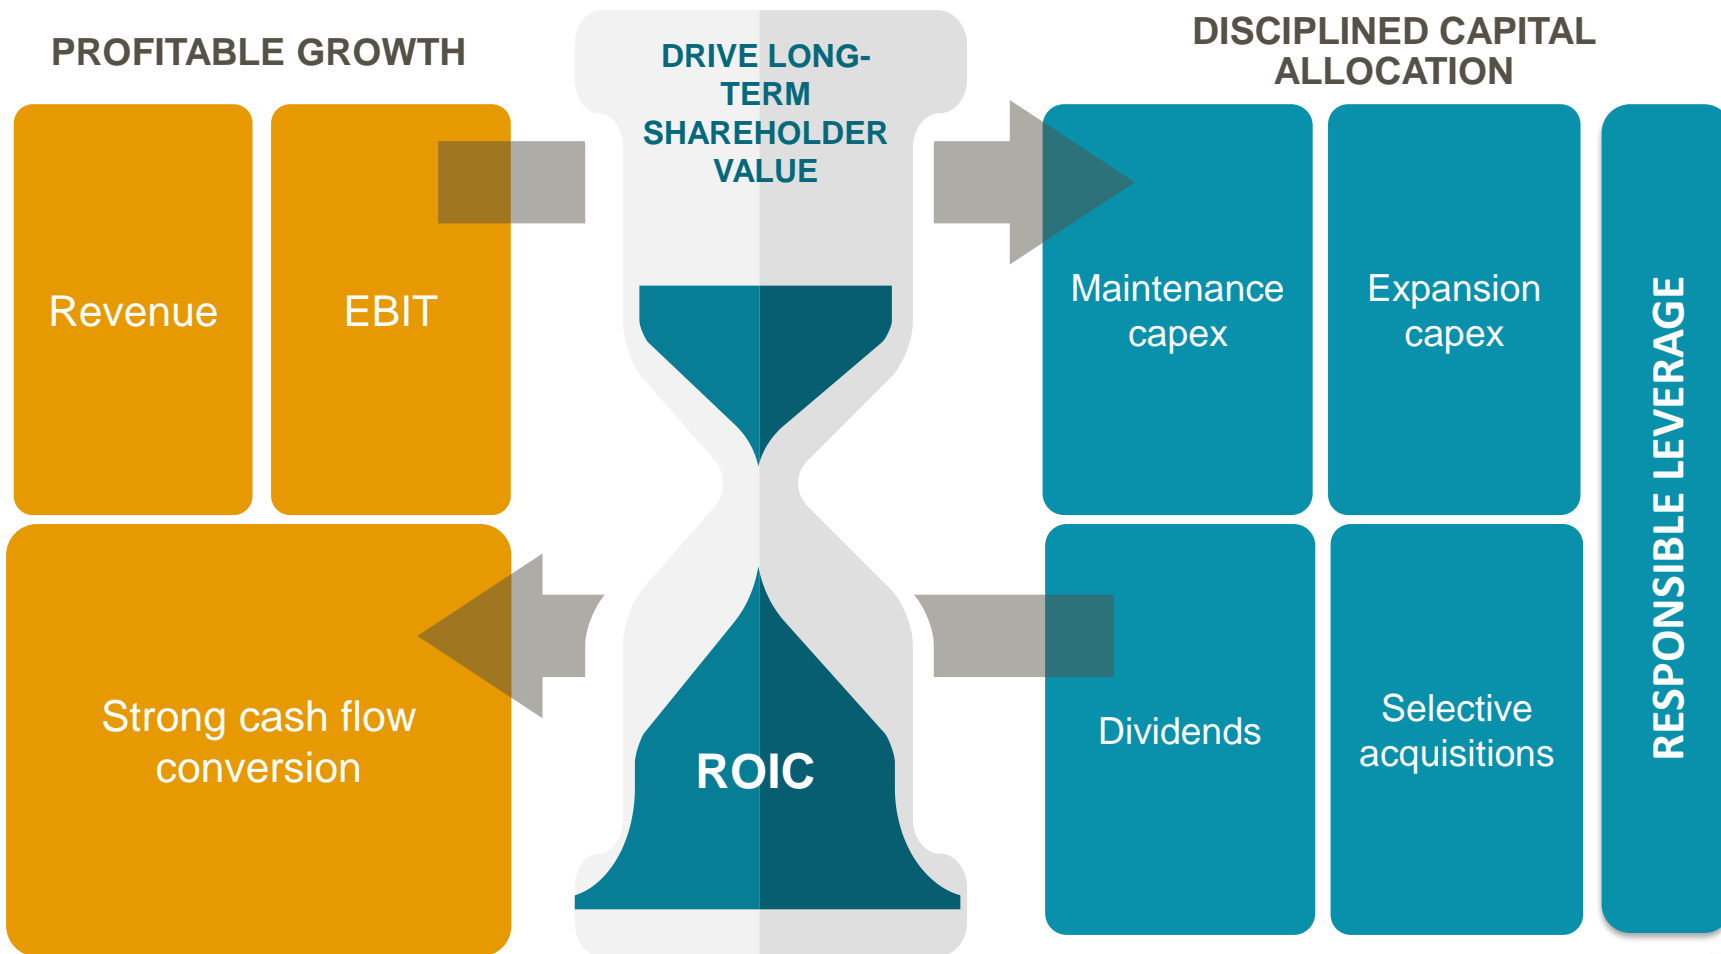 PROFITABLE GROWTH
Revenue
EBIT
Strong cash flow
conversion
DRIVE LONG-
TERM
SHAREHOLDER
VALUE
ROIC
DISCIPLINED CAPITAL
ALLOCATION
Maintenance
capex
Expansion
capex
Dividends
Selective
acquisitions
RESPONSIBLE LEVERAGE